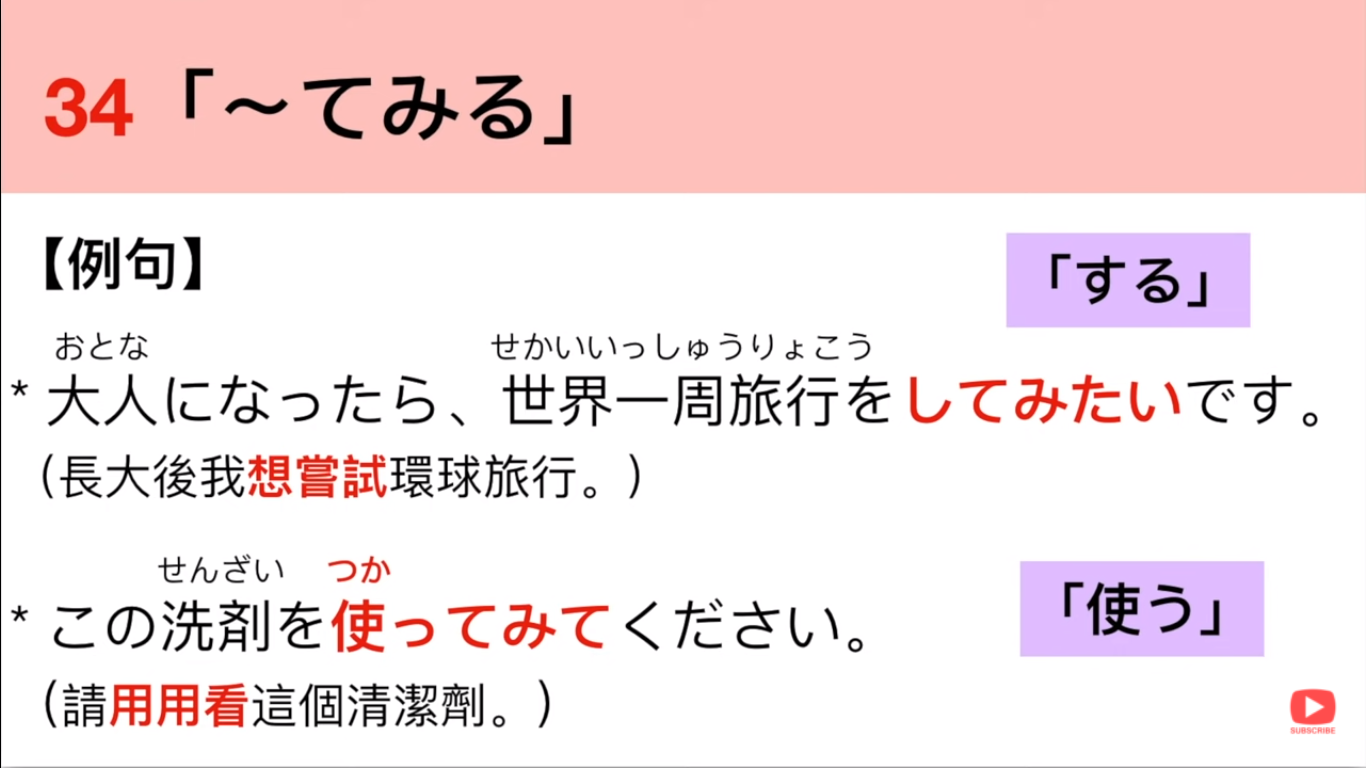 34「～てみる」
【例句】
「する」
おとな せかいいっしゅうりょこう
* 大人になったら、世界一周旅行をしてみたいです。
（長大後我想嘗試環球旅行。）
せんざい つか
* この洗剤を使ってみてください。
「使う」
（請用用看這個清潔劑。）
SUBSCRIBE